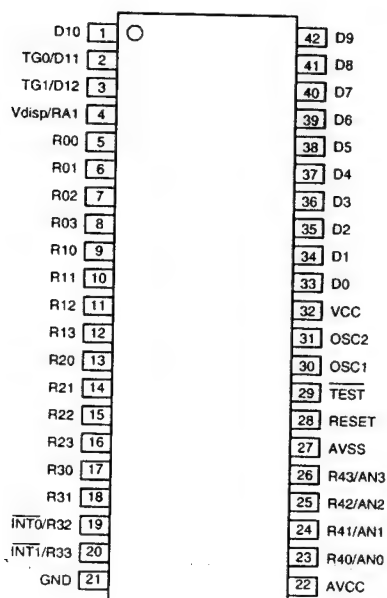 D10 1
TG0/D11 2
TG1/D12 3
Vdisp/RA1 4
R00 5
R01 6
R02 7
R03 8
R10 9
R11 10
R12 11
R13 12
R20 13
R21 14
R22 15
R23 16
R30 17
R31 18
INT0/R32 19
INT1/R33 20
GND 21
42 D9
41 D8
40 D7
39 D6
38 D5
37 D4
36 D3
35 D2
34 D1
33 D0
32 VCC
31 OSC2
30 OSC1
29 TEST
28 RESET
27 AVSS
26 R43/AN3
25 R42/AN2
24 R41/AN1
23 R40/AN0
22 AVCC